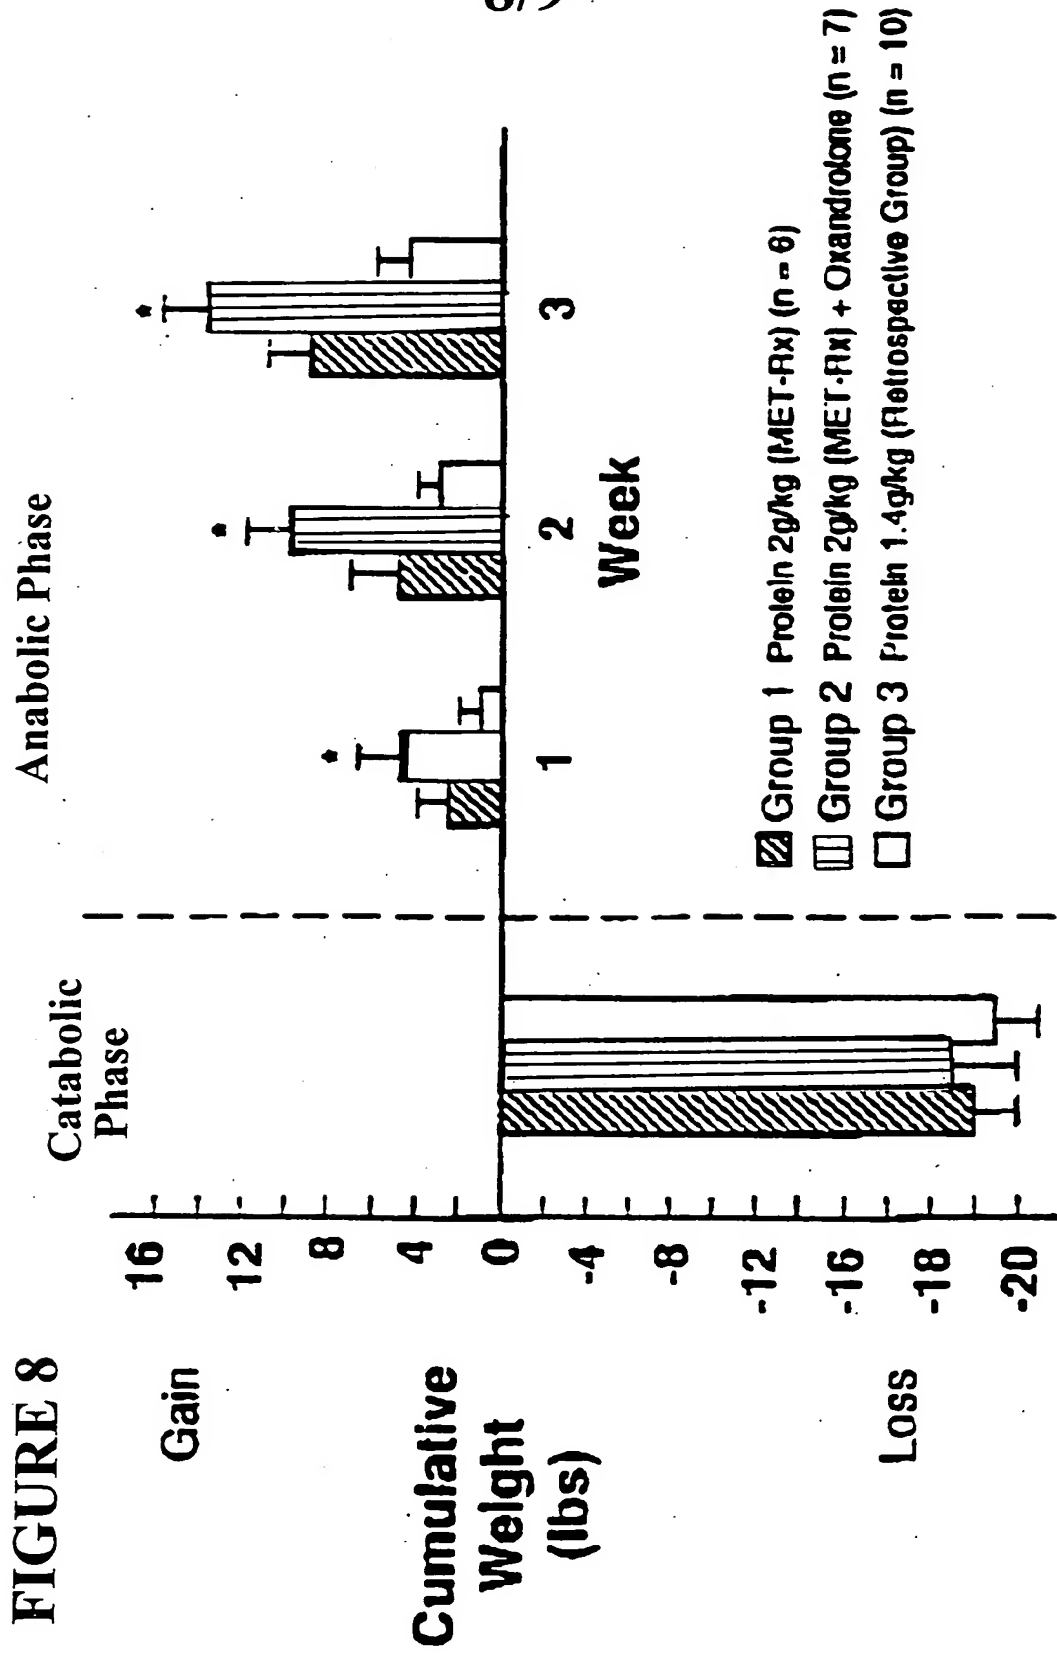 8/9
FIGURE 8
Catabolic
Phase
Anabolic Phase
Gain
16
12
8
4
0
-4
-8
-12
-16
-18
-20
Cumulative
Weight
(lbs)
Loss
*
*
*
1
2
3
Week
Group 1 Protein 2g/kg (MET-Rx) (n = 6)
Group 2 Protein 2g/kg (MET-Rx) + Oxandrolone (n = 7)
Group 3 Protein 1.4g/kg (Retrospective Group) (n = 10)